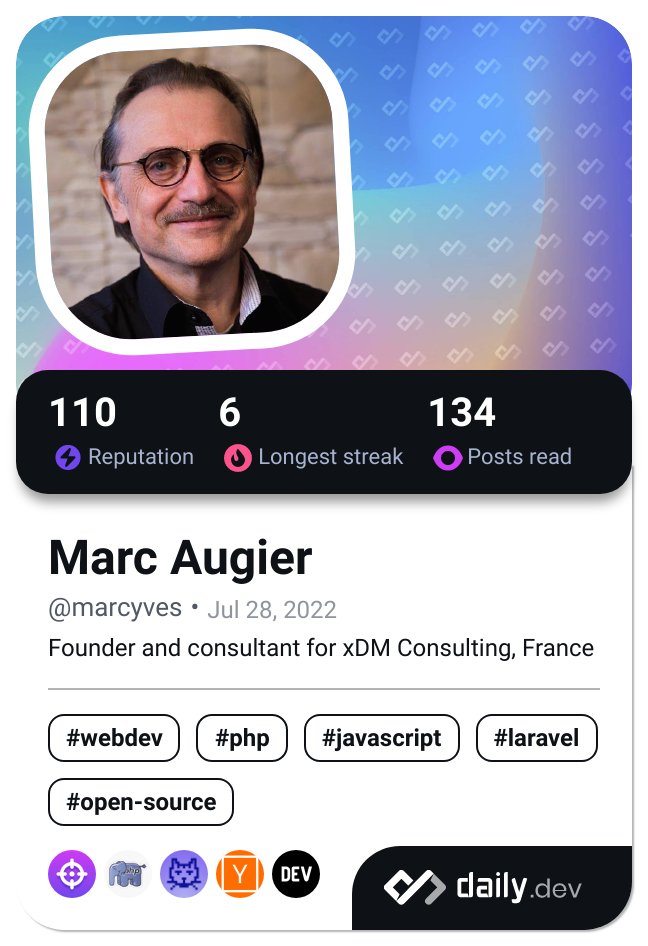 110 6 134
Reputation Longest streak Posts read
Marc Augier
@marcyves • Jul 28, 2022
Founder and consultant for xDM Consulting, France
#webdev #php #javascript #laravel
#open-source
php Y DEV
daily.dev